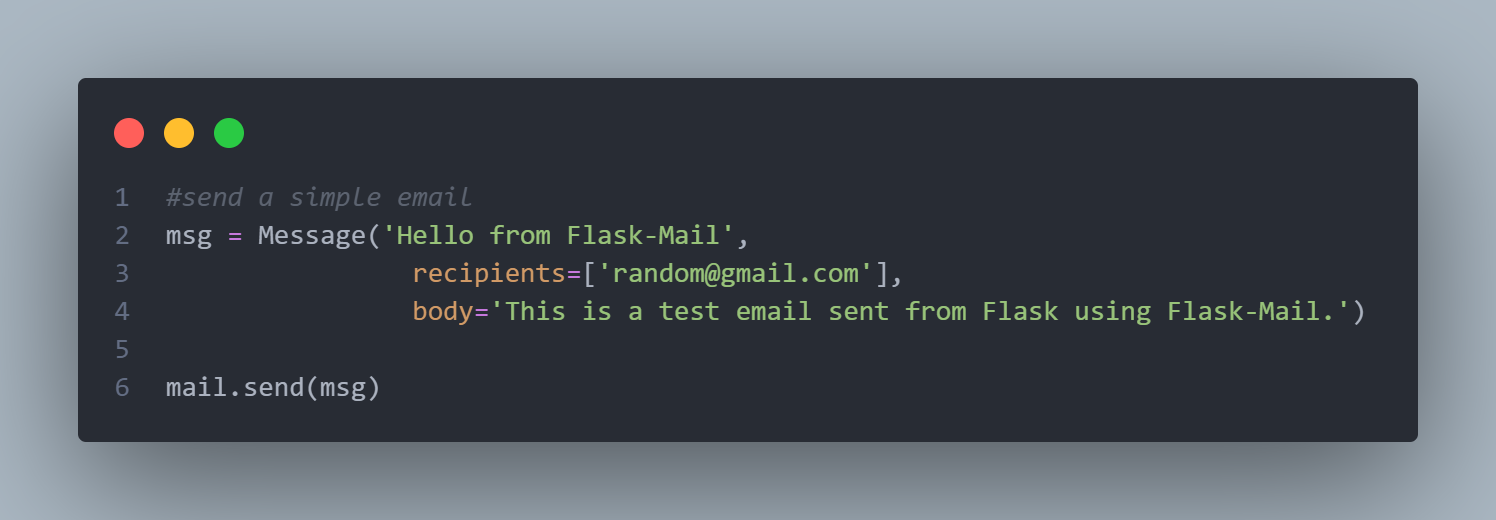 1 #send a simple email
2 msg = Message('Hello from Flask-Mail',
3                 recipients=['random@gmail.com'],
4                 body='This is a test email sent from Flask using Flask-Mail.')
5
6 mail.send(msg)